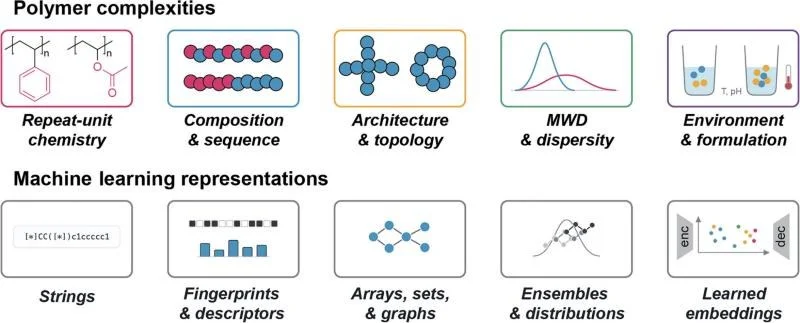 Polymer complexities
n
n
O
O
T, pH
Repeat-unit
chemistry
Composition
& sequence
Architecture
& topology
MWD
& dispersity
Environment
& formulation
Machine learning representations
[∗]CC([∗])c1ccccc1
enc
dec
Strings
Fingerprints
& descriptors
Arrays, sets,
& graphs
Ensembles
& distributions
Learned
embeddings